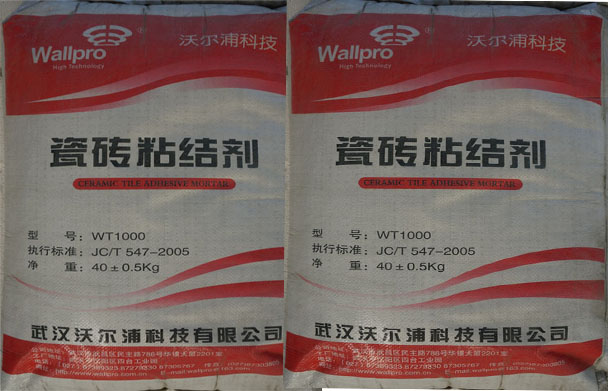 Wallpro®
High Technology
沃尔浦科技
瓷砖粘结剂
CERAMIC TILE ADHESIVE MORTAR
型 号：WT1000
执行标准：JC/T 547-2005
净 重：40±0.5Kg
武汉沃尔浦科技有限公司
Wallpro®
High Technology
沃尔浦科技
瓷砖粘结剂
CERAMIC TILE ADHESIVE MORTAR
型 号：WT1000
执行标准：JC/T 547-2005
净 重：40±0.5Kg
武汉沃尔浦科技有限公司